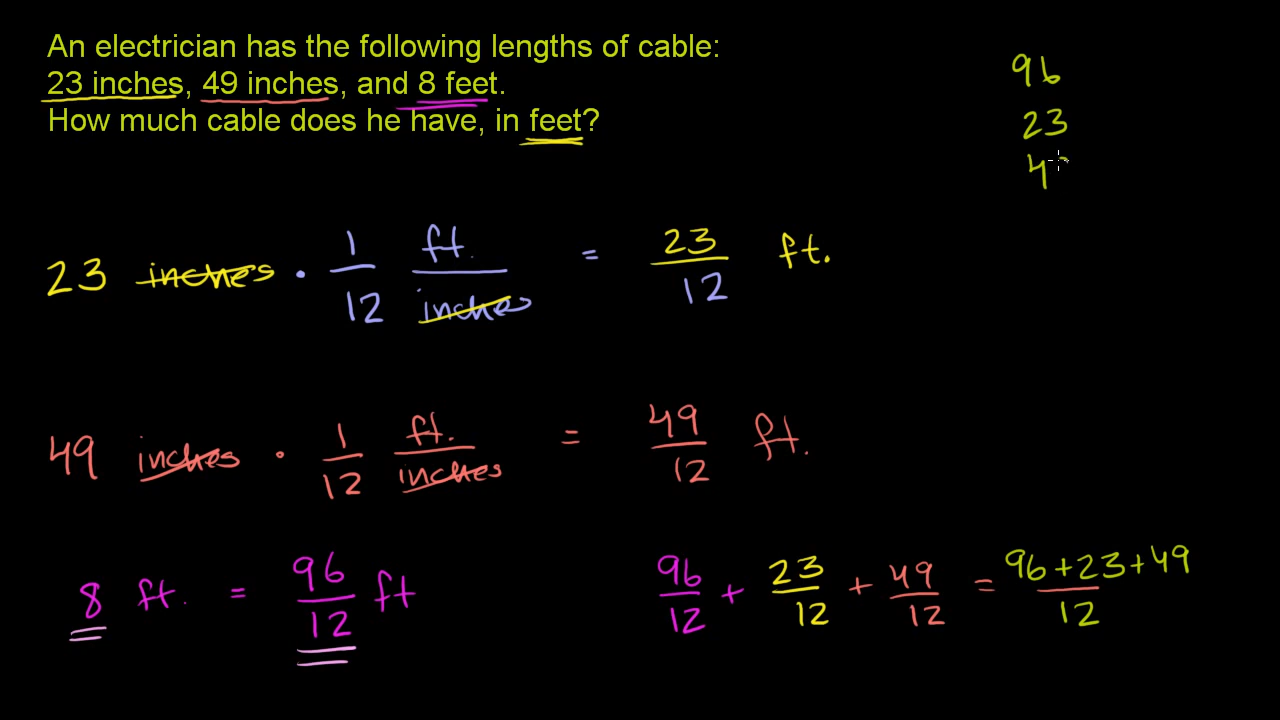 An electrician has the following lengths of cable:
23 inches, 49 inches, and 8 feet.
How much cable does he have, in feet?
96
23
4
23 inches · 1/12 ft./inches = 23/12 ft.
49 inches · 1/12 ft./inches = 49/12 ft.
8 ft. = 96/12 ft
96/12 + 23/12 + 49/12 = 96+23+49/12